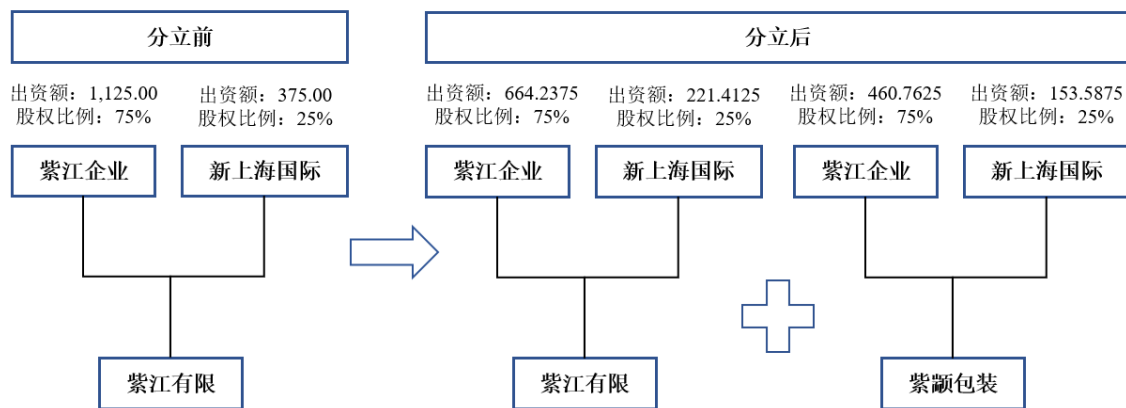 分立前
分立后
出资额：1,125.00
股权比例：75%
出资额：375.00
股权比例：25%
出资额：664.2375
股权比例：75%
出资额：221.4125
股权比例：25%
出资额：460.7625
股权比例：75%
出资额：153.5875
股权比例：25%
紫江企业
新上海国际
紫江企业
新上海国际
紫江企业
新上海国际
紫江有限
紫江有限
紫颛包装